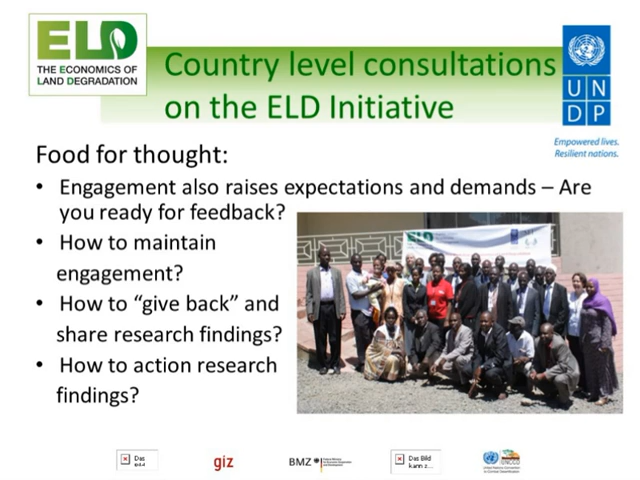 ELD
THE ECONOMICS OF
LAND DEGRADATION
Country level consultations
on the ELD Initiative
U N
D P
Empowered lives.
Resilient nations.
Food for thought:
• Engagement also raises expectations and demands – Are
you ready for feedback?
• How to maintain
engagement?
• How to “give back” and
share research findings?
• How to action research
findings?
ELD
Das
giz
BMZ
Das Bild
kann z...